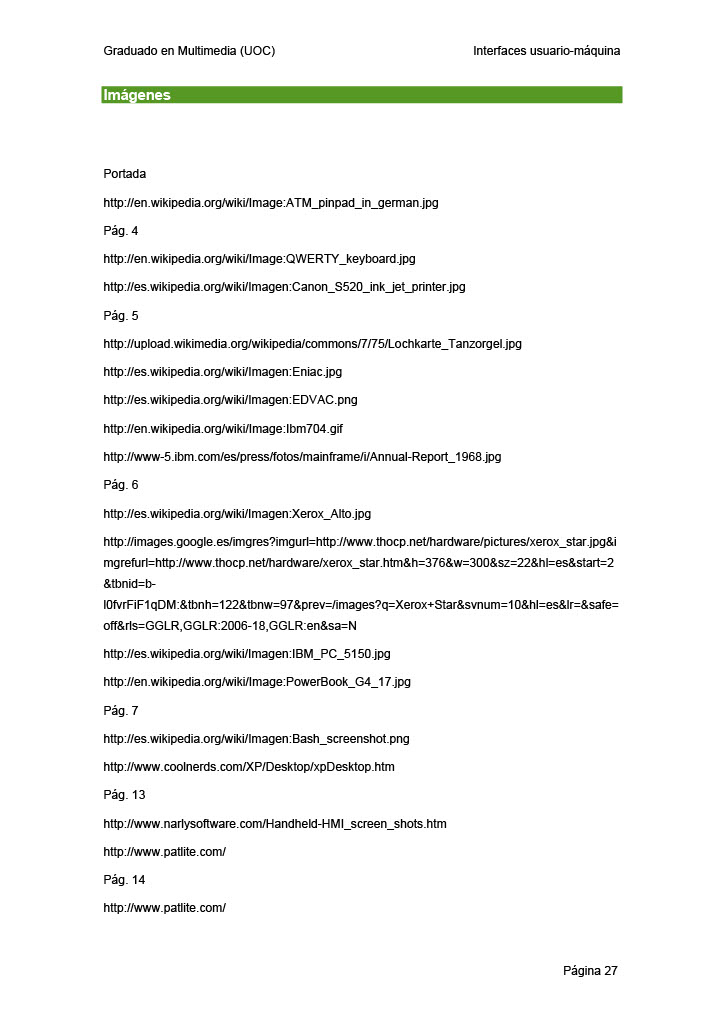 Graduado en Multimedia (UOC) Interfaces usuario-máquina
Imágenes
Portada
http://en.wikipedia.org/wiki/Image:ATM_pinpad_in_german.jpg
Pág. 4
http://en.wikipedia.org/wiki/Image:QWERTY_keyboard.jpg
http://es.wikipedia.org/wiki/Imagen:Canon_S520_ink_jet_printer.jpg
Pág. 5
http://upload.wikimedia.org/wikipedia/commons/7/75/Lochkarte_Tanzorgel.jpg
http://es.wikipedia.org/wiki/Imagen:Eniac.jpg
http://es.wikipedia.org/wiki/Imagen:EDVAC.png
http://en.wikipedia.org/wiki/Image:Ibm704.gif
http://www-5.ibm.com/es/press/fotos/mainframe/i/Annual-Report_1968.jpg
Pág. 6
http://es.wikipedia.org/wiki/Imagen:Xerox_Alto.jpg
http://images.google.es/imgres?imgurl=http://www.thocp.net/hardware/pictures/xerox_star.jpg&i
mgrefurl=http://www.thocp.net/hardware/xerox_star.htm&h=376&w=300&sz=22&hl=es&start=2
&tbnid=b-
l0fvrFiF1qDM:&tbnh=122&tbnw=97&prev=/images?q=Xerox+Star&svnum=10&hl=es&lr=&safe=
off&rls=GGLR,GGLR:2006-18,GGLR:en&sa=N
http://es.wikipedia.org/wiki/Imagen:IBM_PC_5150.jpg
http://en.wikipedia.org/wiki/Image:PowerBook_G4_17.jpg
Pág. 7
http://es.wikipedia.org/wiki/Imagen:Bash_screenshot.png
http://www.coolnerds.com/XP/Desktop/xpDesktop.htm
Pág. 13
http://www.narlysoftware.com/Handheld-HMI_screen_shots.htm
http://www.patlite.com/
Pág. 14
http://www.patlite.com/
Página 27